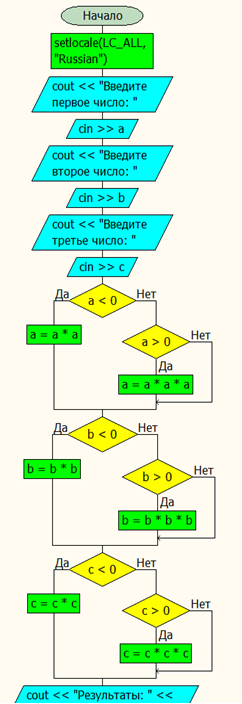 Начало
setlocale(LC_ALL,
"Russian")
cout << "Введите
первое число: "
cin >> a
cout << "Введите
второе число: "
cin >> b
cout << "Введите
третье число: "
cin >> c
Да
a < 0
Нет
a = a * a
a > 0
Нет
Да
a = a * a * a
Да
b < 0
Нет
b = b * b
b > 0
Нет
Да
b = b * b * b
Да
c < 0
Нет
c = c * c
c > 0
Нет
Да
c = c * c * c
cout << "Результаты: " <<